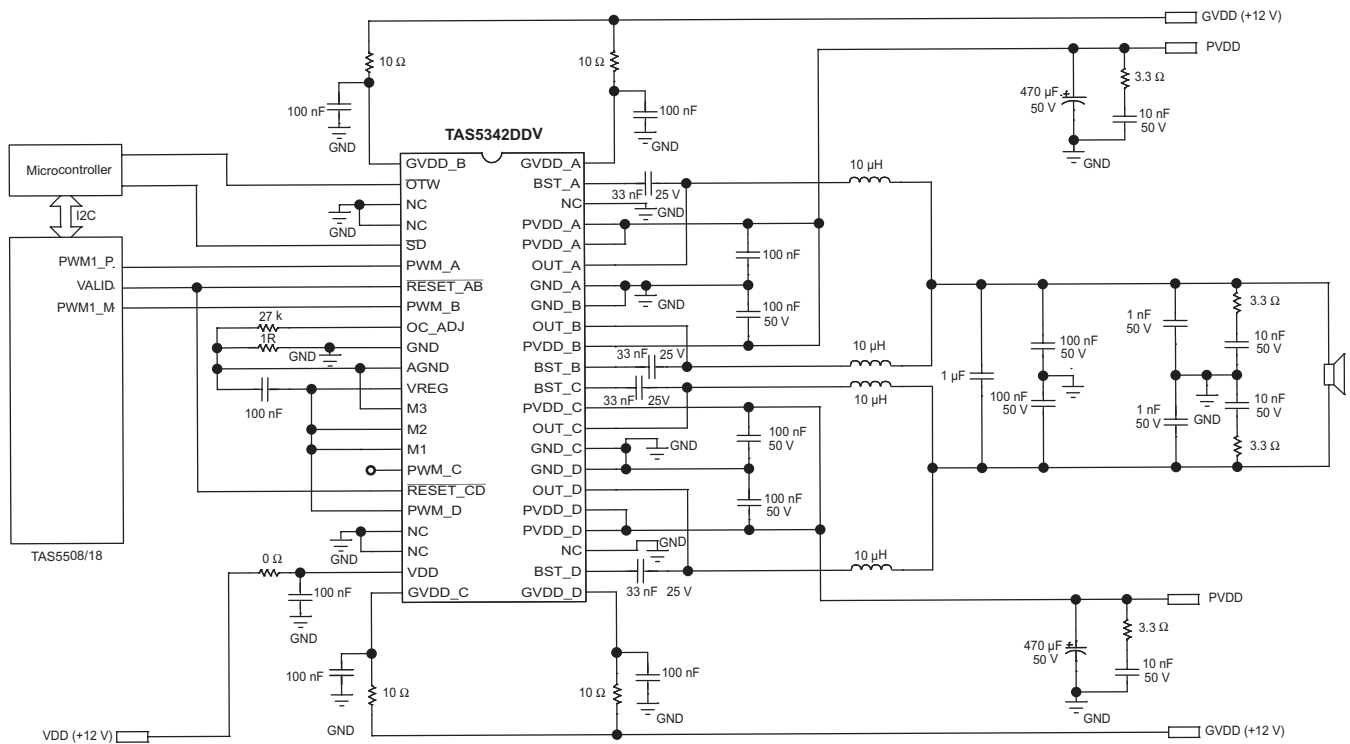 GVDD (+12 V)
PVDD
10 Ω
10 Ω
3.3 Ω
470 µF
50 V
10 nF
50 V
100 nF
100 nF
GND
GND
GND
TAS5342DDV
Microcontroller
I2C
PWM1_P
VALID
PWM1_M
TAS5508/18
GVDD_B
OTW
NC
NC
SD
PWM_A
RESET_AB
PWM_B
OC_ADJ
GND
AGND
VREG
M3
M2
M1
PWM_C
RESET_CD
PWM_D
NC
NC
VDD
GVDD_C
GVDD_A
BST_A
NC
PVDD_A
PVDD_A
OUT_A
GND_A
GND_B
OUT_B
PVDD_B
BST_B
BST_C
PVDD_C
OUT_C
GND_C
GND_D
OUT_D
PVDD_D
PVDD_D
NC
BST_D
GVDD_D
GND
27 k
1R
GND
100 nF
GND
0 Ω
100 nF
GND
33 nF 25 V
GND
100 nF
GND
100 nF
50 V
33 nF 25 V
33 nF 25V
100 nF
50 V
GND
100 nF
50 V
GND
33 nF 25 V
10 µH
10 µH
10 µH
10 µH
1 µF
100 nF
50 V
100 nF
50 V
1 nF
50 V
1 nF
50 V
GND
3.3 Ω
10 nF
50 V
10 nF
50 V
3.3 Ω
PVDD
3.3 Ω
470 µF
50 V
10 nF
50 V
GND
100 nF
10 Ω
GND
10 Ω
100 nF
GND
VDD (+12 V)
GVDD (+12 V)